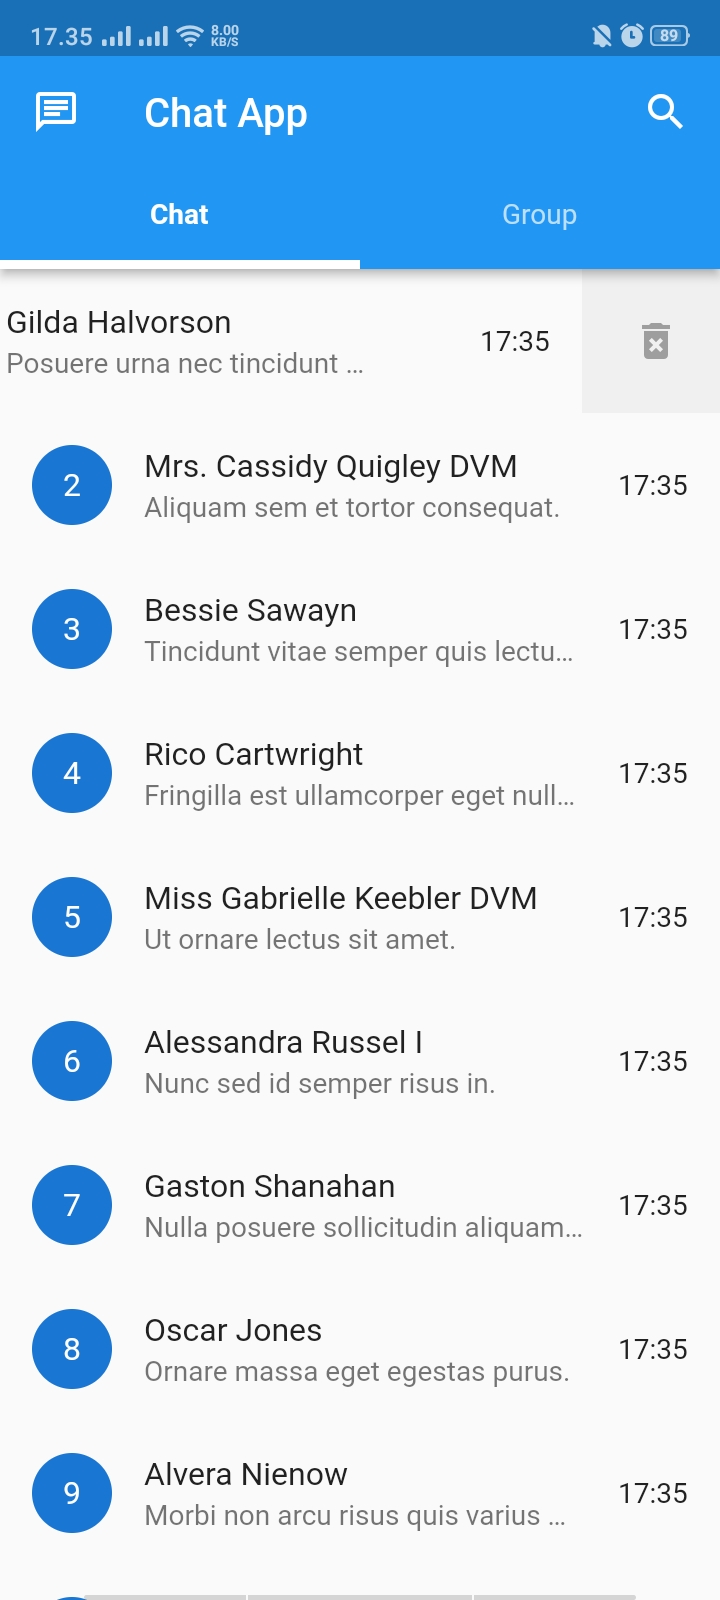 17.35 8.00 KB/S 89
Chat App
Chat Group
Gilda Halvorson
Posuere urna nec tincidunt ...
17:35
2
Mrs. Cassidy Quigley DVM
Aliquam sem et tortor consequat.
17:35
3
Bessie Sawayn
Tincidunt vitae semper quis lectu...
17:35
4
Rico Cartwright
Fringilla est ullamcorper eget null...
17:35
5
Miss Gabrielle Keebler DVM
Ut ornare lectus sit amet.
17:35
6
Alessandra Russel I
Nunc sed id semper risus in.
17:35
7
Gaston Shanahan
Nulla posuere sollicitudin aliquam...
17:35
8
Oscar Jones
Ornare massa eget egestas purus.
17:35
9
Alvera Nienow
Morbi non arcu risus quis varius ...
17:35